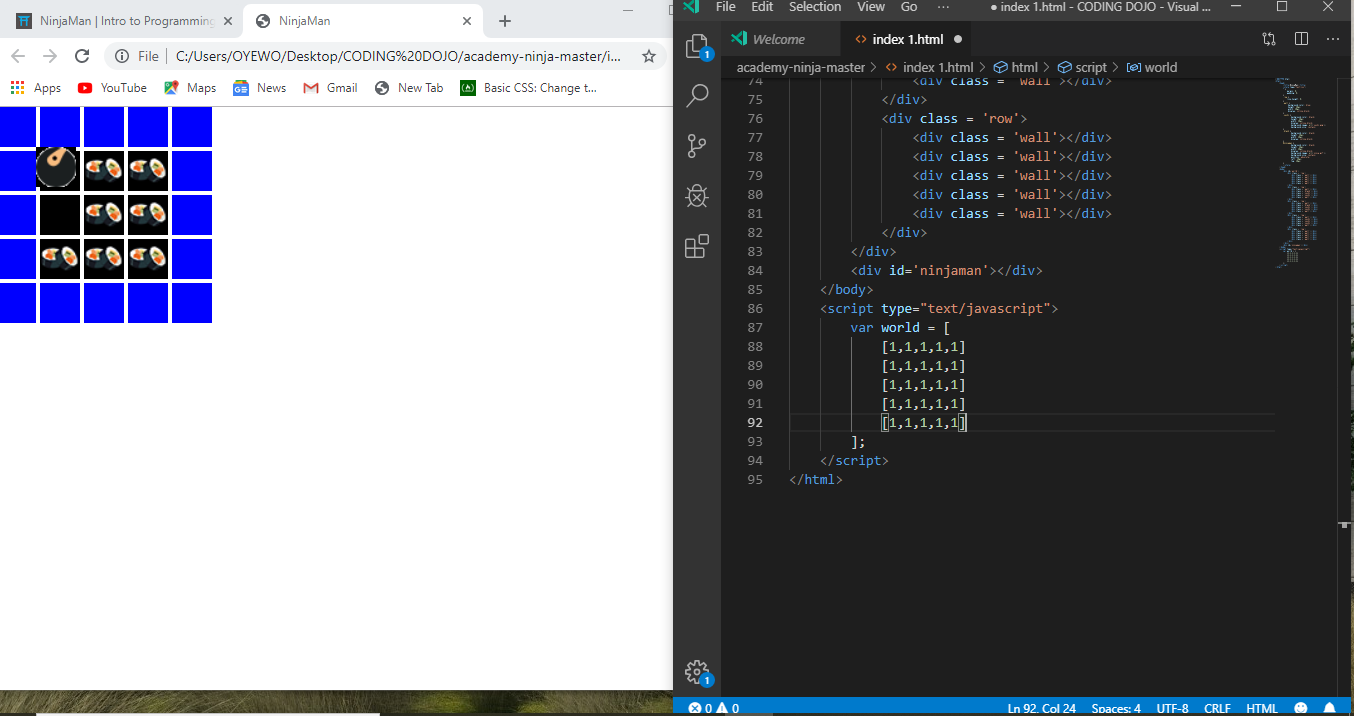 NinjaMan | Intro to Programming
NinjaMan
File
C:/Users/OYEWO/Desktop/CODING%20DOJO/academy-ninja-master/i...
Apps
YouTube
Maps
News
Gmail
New Tab
Basic CSS: Change t...
File Edit Selection View Go ··· ● index 1.html - CODING DOJO - Visual ...
Welcome
<> index 1.html ●
academy-ninja-master > <> index 1.html > html > script > world
74 <div class = 'wall'></div>
75 </div>
76 <div class = 'row'>
77 <div class = 'wall'></div>
78 <div class = 'wall'></div>
79 <div class = 'wall'></div>
80 <div class = 'wall'></div>
81 <div class = 'wall'></div>
82 </div>
83 </div>
84 <div id='ninjaman'></div>
85 </body>
86 <script type="text/javascript">
87 var world = [
88 [1,1,1,1,1]
89 [1,1,1,1,1]
90 [1,1,1,1,1]
91 [1,1,1,1,1]
92 [1,1,1,1,1]
93 ];
94 </script>
95 </html>
1
1
0 0
Ln 92, Col 24 Spaces: 4 UTF-8 CRLF HTML